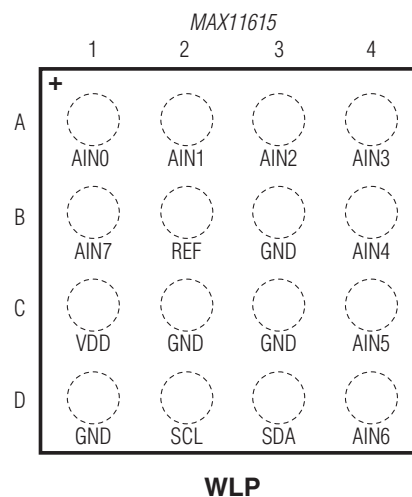 MAX11615
1 2 3 4
+
A
AIN0 AIN1 AIN2 AIN3
B
AIN7 REF GND AIN4
C
VDD GND GND AIN5
D
GND SCL SDA AIN6
WLP